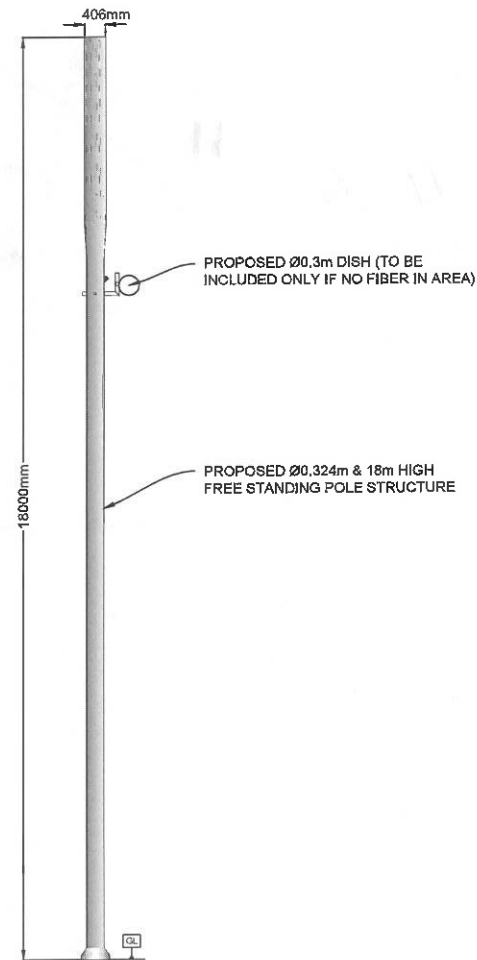 406mm
PROPOSED Ø0,3m DISH (TO BE
INCLUDED ONLY IF NO FIBER IN AREA)
PROPOSED Ø0,324m & 18m HIGH
FREE STANDING POLE STRUCTURE
18000mm
GL